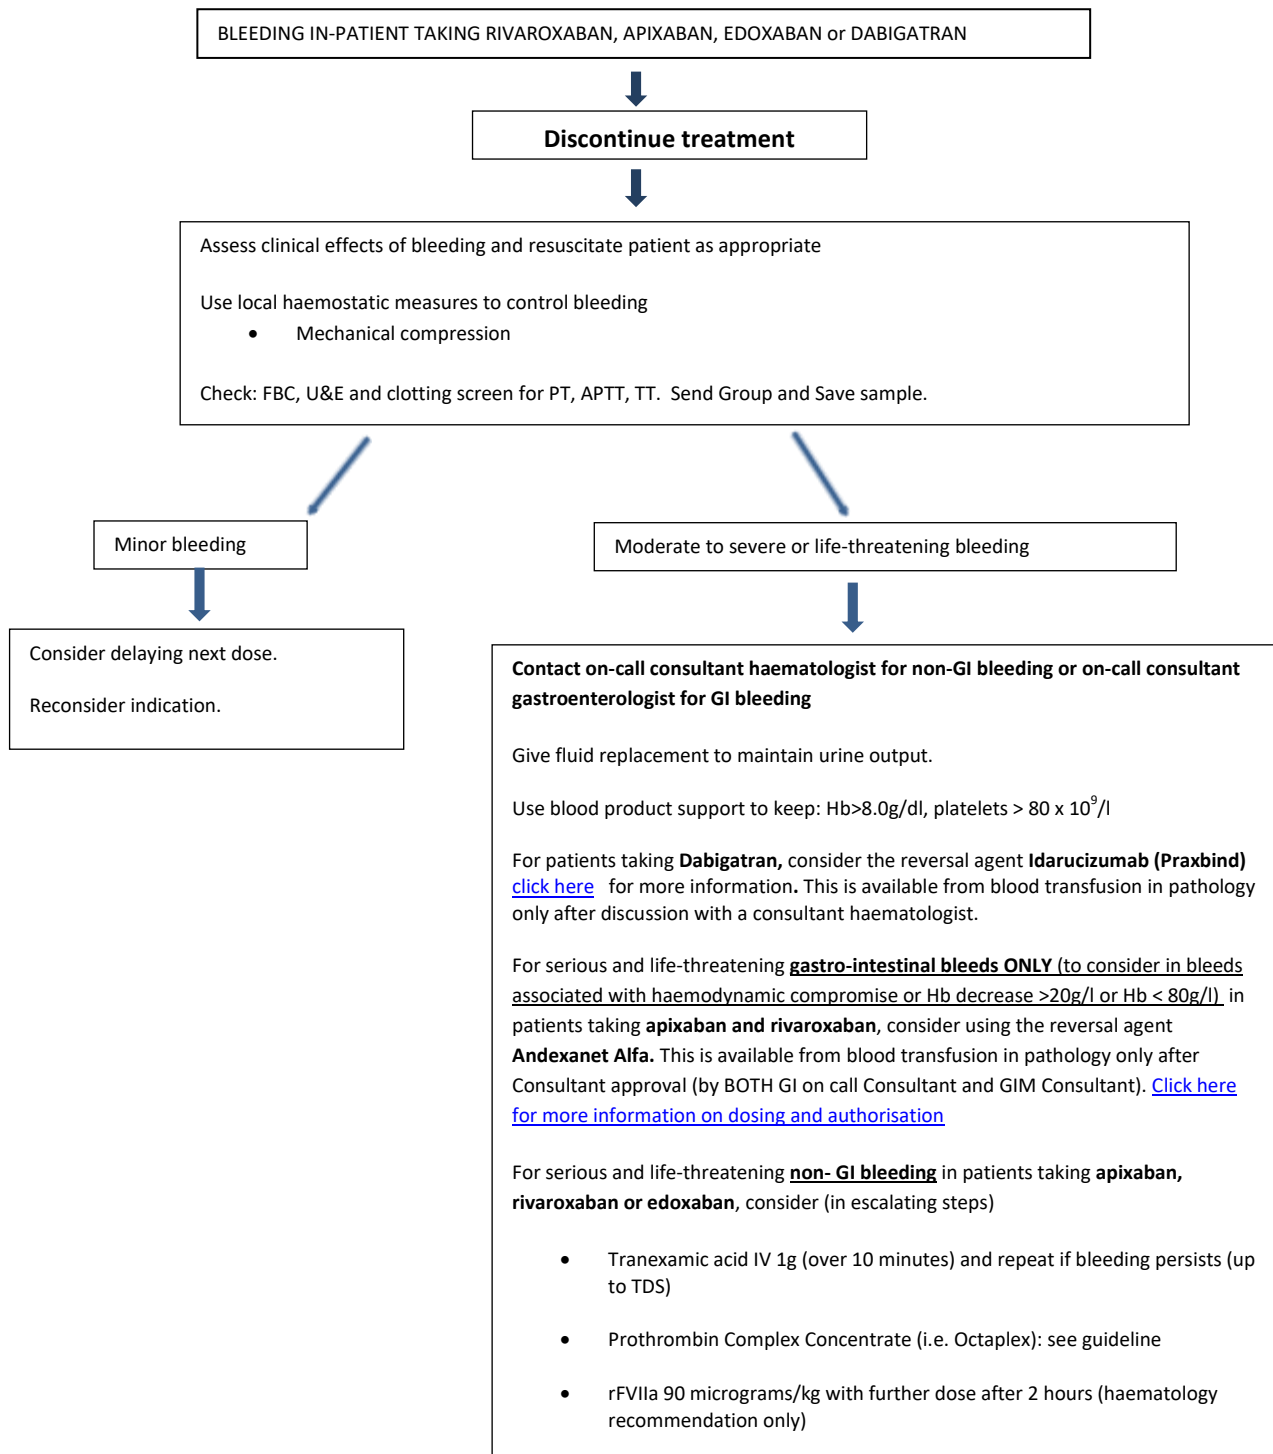 BLEEDING IN-PATIENT TAKING RIVAROXABAN, APIXABAN, EDOXABAN or DABIGATRAN
Discontinue treatment
Assess clinical effects of bleeding and resuscitate patient as appropriate
Use local haemostatic measures to control bleeding
• Mechanical compression
Check: FBC, U&E and clotting screen for PT, APTT, TT. Send Group and Save sample.
Minor bleeding
Consider delaying next dose.
Reconsider indication.
Moderate to severe or life-threatening bleeding
Contact on-call consultant haematologist for non-GI bleeding or on-call consultant
gastroenterologist for GI bleeding
Give fluid replacement to maintain urine output.
Use blood product support to keep: Hb>8.0g/dl, platelets > 80 x 10⁹/l
For patients taking Dabigatran, consider the reversal agent Idarucizumab (Praxbind)
click here for more information. This is available from blood transfusion in pathology
only after discussion with a consultant haematologist.
For serious and life-threatening gastro-intestinal bleeds ONLY (to consider in bleeds
associated with haemodynamic compromise or Hb decrease >20g/l or Hb < 80g/l) in
patients taking apixaban and rivaroxaban, consider using the reversal agent
Andexanet Alfa. This is available from blood transfusion in pathology only after
Consultant approval (by BOTH GI on call Consultant and GIM Consultant). Click here
for more information on dosing and authorisation
For serious and life-threatening non- GI bleeding in patients taking apixaban,
rivaroxaban or edoxaban, consider (in escalating steps)
• Tranexamic acid IV 1g (over 10 minutes) and repeat if bleeding persists (up
to TDS)
• Prothrombin Complex Concentrate (i.e. Octaplex): see guideline
• rFVIIa 90 micrograms/kg with further dose after 2 hours (haematology
recommendation only)